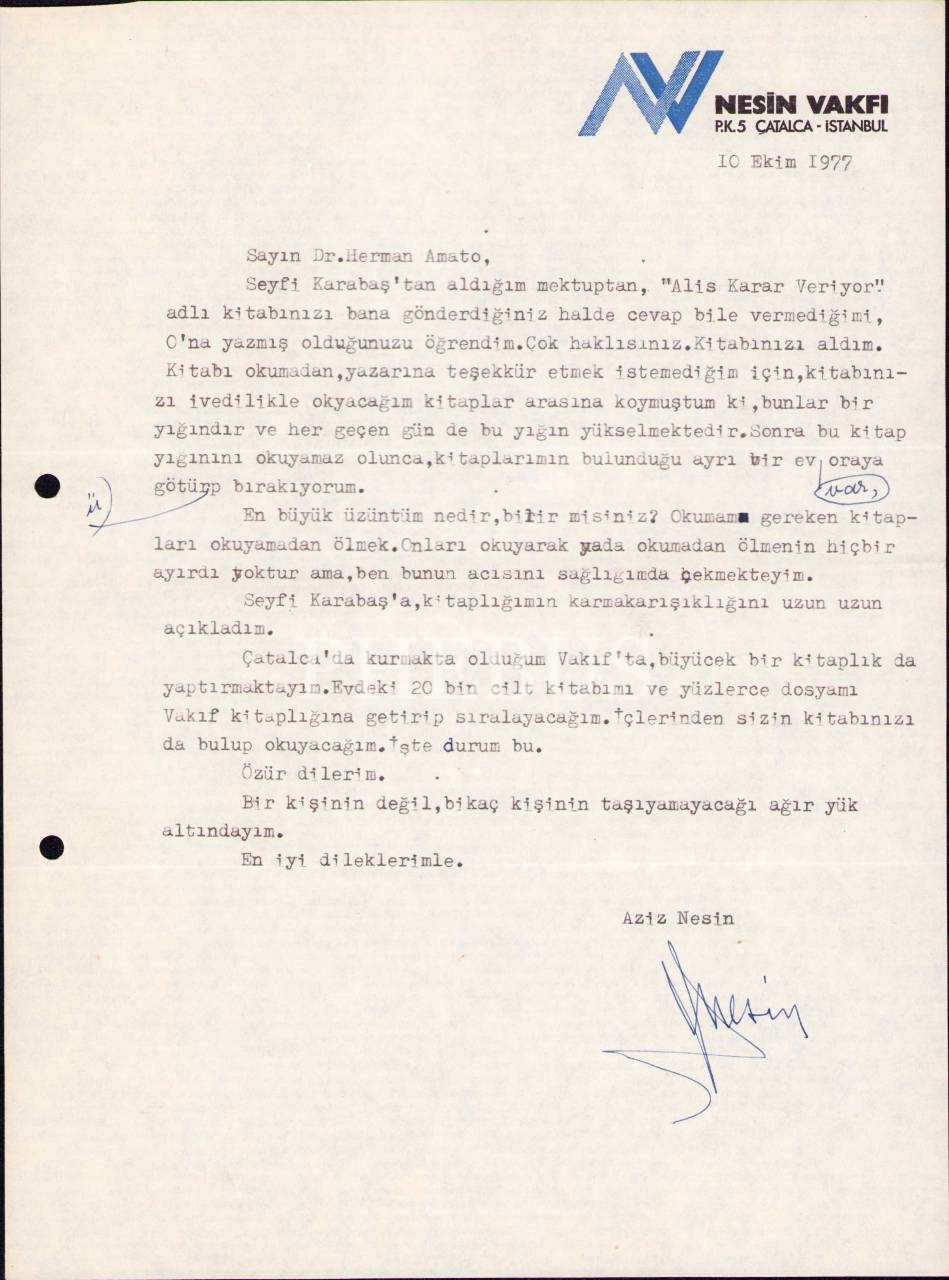 NESİN VAKFI
P.K.5 ÇATALCA - İSTANBUL
10 Ekim 1977
Sayın Dr.Herman Amato,
Seyfi Karabaş'tan aldığım mektuptan, "Alis Karar Veriyor"
adlı kitabınızı bana gönderdiğiniz halde cevap bile vermediğimi,
O'na yazmış olduğunuzu öğrendim.Çok haklısınız.Kitabınızı aldım.
Kitabı okumadan,yazarına teşekkür etmek istemediğim için,kitabını-
zı ivedilikle okyacağım kitaplar arasına koymuştum ki,bunlar bir
yığındır ve her geçen gün de bu yığın yükselmektedir.Sonra bu kitap
yığınını okuyamaz olunca,kitaplarımın bulunduğu ayrı bir ev oraya
var,
götürp bırakıyorum.
ü
En büyük üzüntüm nedir,bilir misiniz? Okumam gereken kitap-
ları okuyamadan ölmek.Onları okuyarak yada okumadan ölmenin hiçbir
ayırdı yoktur ama,ben bunun acısını sağlığımda çekmekteyim.
Seyfi Karabaş'a,kitaplığımın karmakarışıklığını uzun uzun
açıkladım.
Çatalca'da kurmakta olduğum Vakıf'ta,büyücek bir kitaplık da
yaptırmaktayım.Evdeki 20 bin cilt kitabımı ve yüzlerce dosyamı
Vakıf kitaplığına getirip sıralayacağım.İçlerinden sizin kitabınızı
da bulup okuyacağım.İşte durum bu.
Özür dilerim.
Bir kişinin değil,bikaç kişinin taşıyamayacağı ağır yük
altındayım.
En iyi dileklerimle.
Aziz Nesin
Nesin